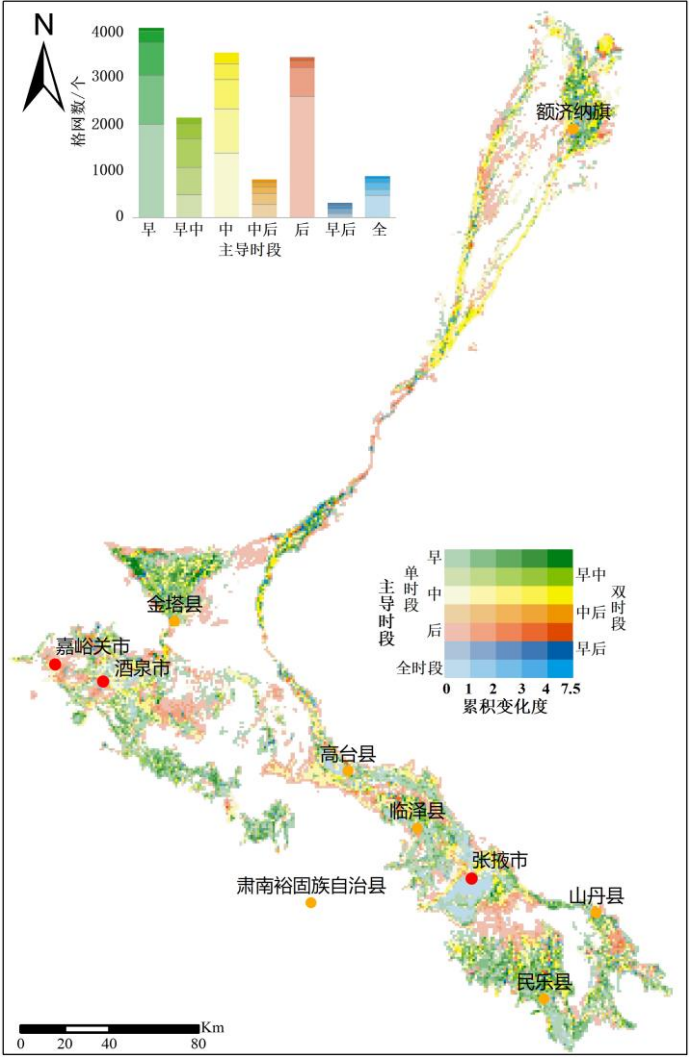 N
格网数/个
4000
3000
2000
1000
0
早 早中 中 中后 后 早后 全
主导时段
额济纳旗
金塔县
嘉峪关市
酒泉市
高台县
临泽县
张掖市
肃南裕固族自治县
山丹县
民乐县
主导时段
单时段
早
中
后
全时段
早中
中后
早后
双时段
0 1 2 3 4 7.5
累积变化度
Km
0 20 40 80